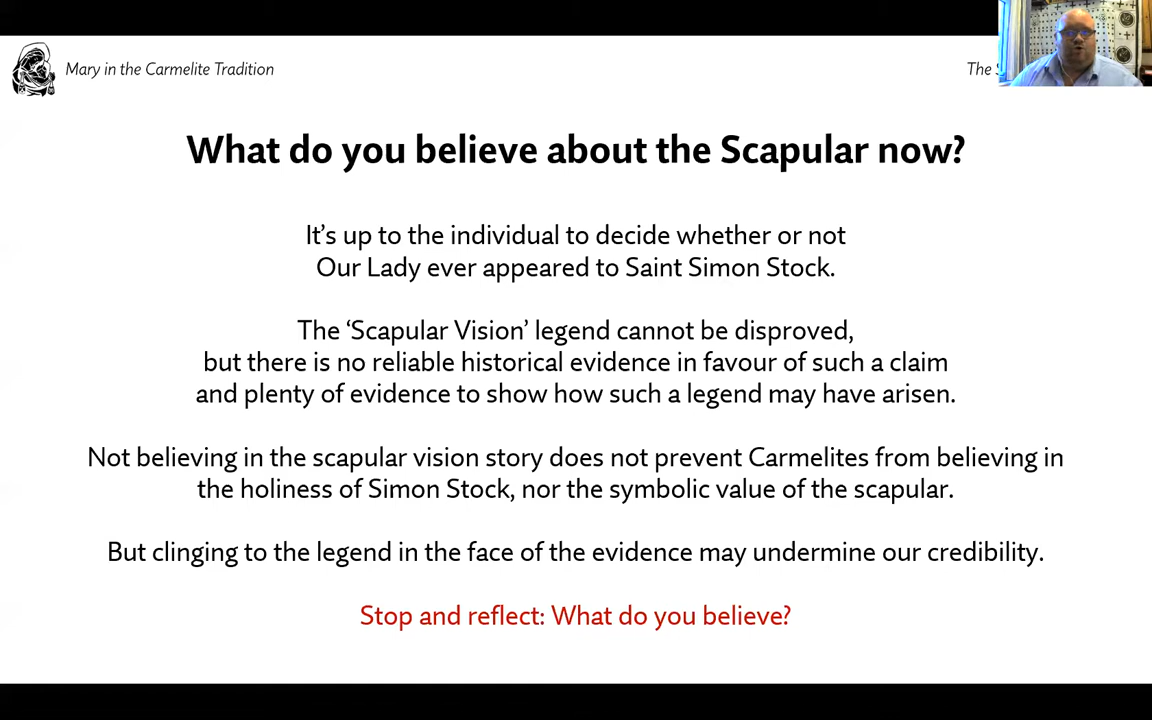 Mary in the Carmelite Tradition
The
What do you believe about the Scapular now?
It's up to the individual to decide whether or not
Our Lady ever appeared to Saint Simon Stock.
The ‘Scapular Vision’ legend cannot be disproved,
but there is no reliable historical evidence in favour of such a claim
and plenty of evidence to show how such a legend may have arisen.
Not believing in the scapular vision story does not prevent Carmelites from believing in
the holiness of Simon Stock, nor the symbolic value of the scapular.
But clinging to the legend in the face of the evidence may undermine our credibility.
Stop and reflect: What do you believe?